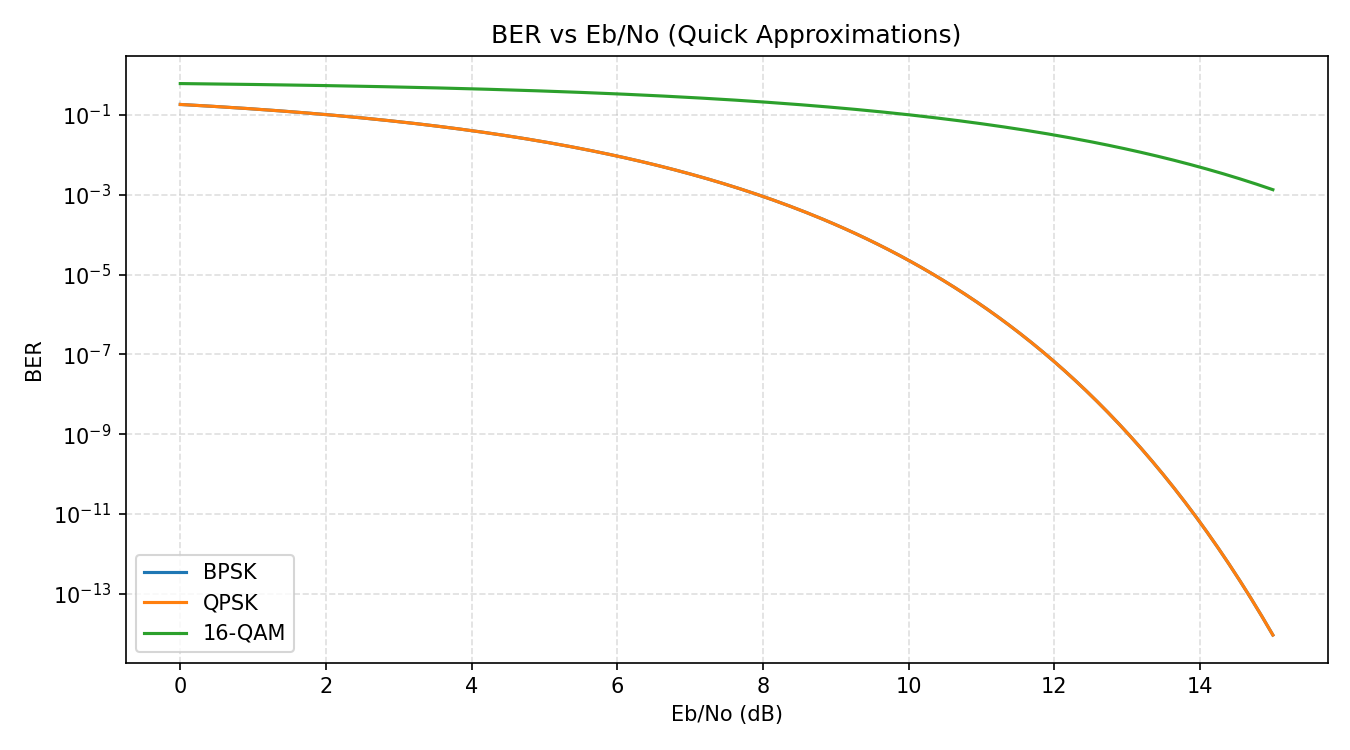 BER vs Eb/No (Quick Approximations)
BER
10⁻¹
10⁻³
10⁻⁵
10⁻⁷
10⁻⁹
10⁻¹¹
10⁻¹³
BPSK
QPSK
16-QAM
0 2 4 6 8 10 12 14
Eb/No (dB)